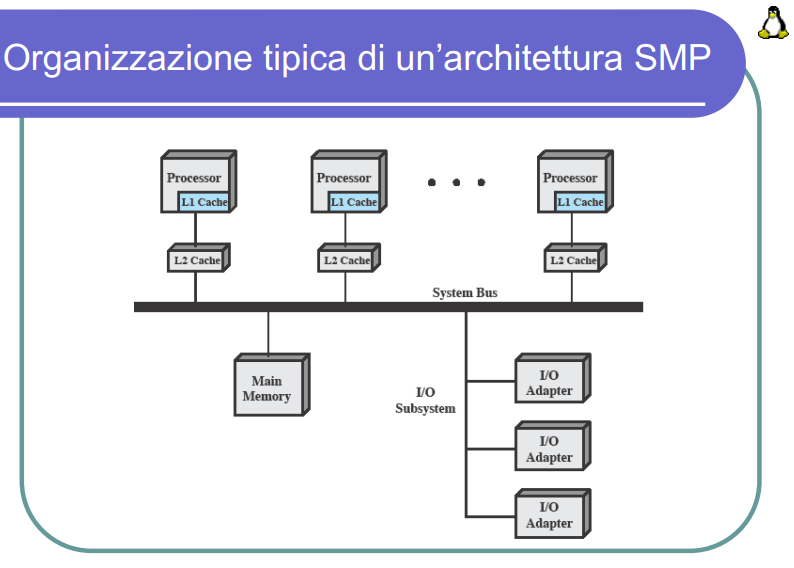 Organizzazione tipica di un’architettura SMP
Processor
L1 Cache
Processor
L1 Cache
Processor
L1 Cache
L2 Cache
L2 Cache
L2 Cache
System Bus
Main
Memory
I/O
Subsystem
I/O
Adapter
I/O
Adapter
I/O
Adapter